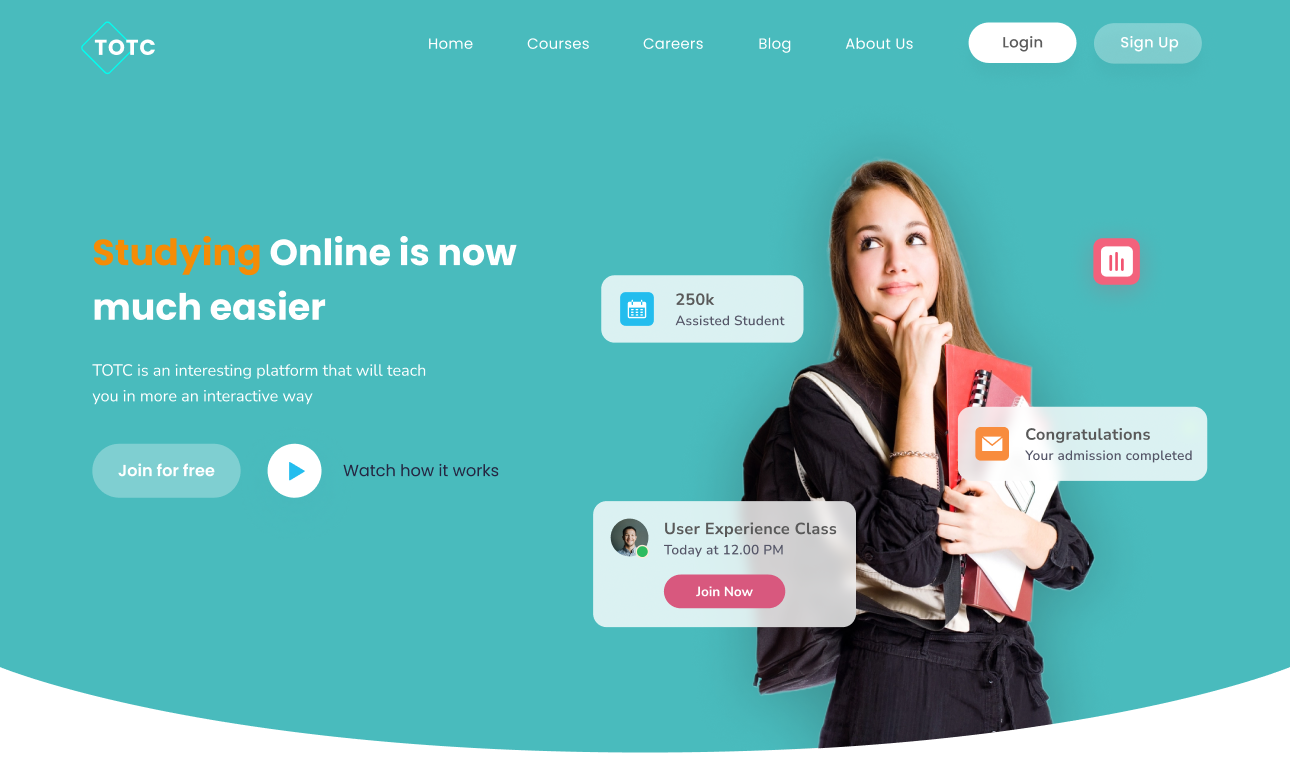 TOTC
Home
Courses
Careers
Blog
About Us
Login
Sign Up
Studying Online is now
much easier
TOTC is an interesting platform that will teach
you in more an interactive way
Join for free
Watch how it works
250k
Assisted Student
Congratulations
Your admission completed
User Experience Class
Today at 12.00 PM
Join Now